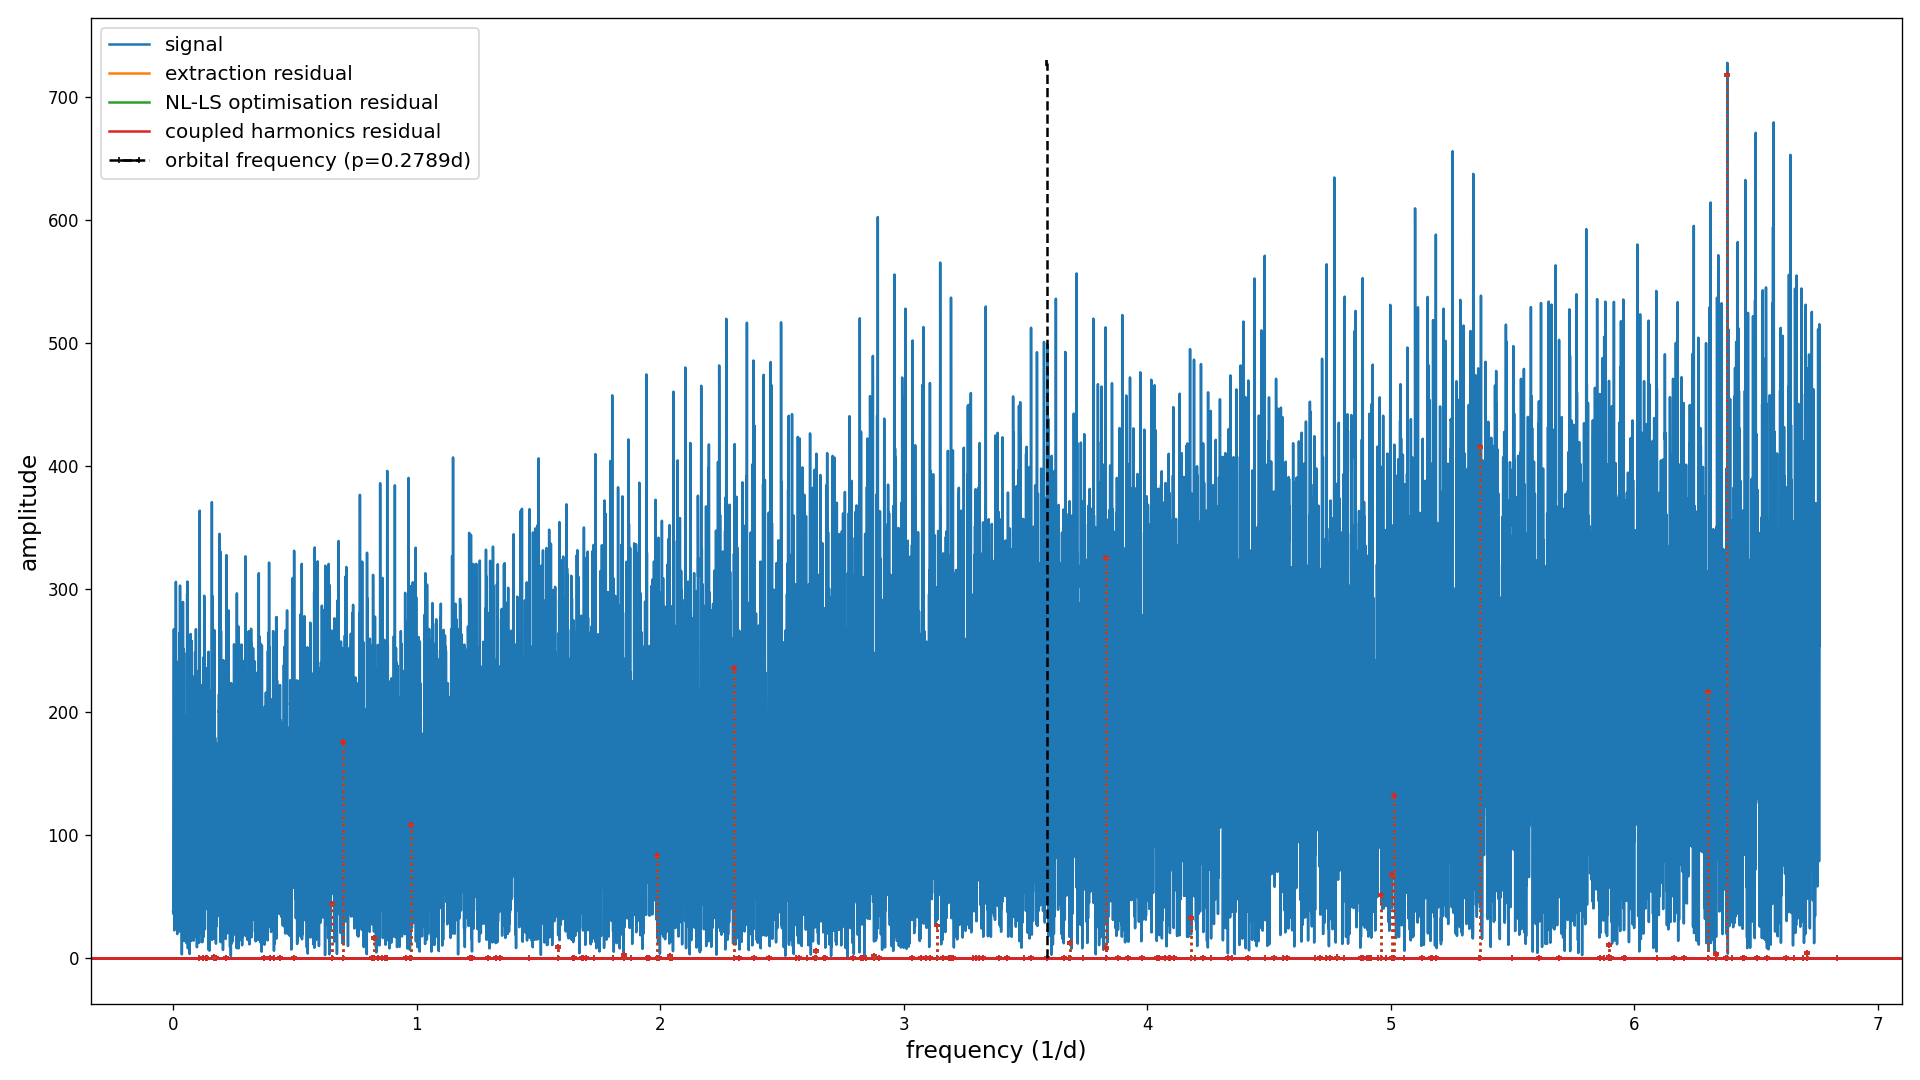 signal
extraction residual
NL-LS optimisation residual
coupled harmonics residual
orbital frequency (p=0.2789d)
700
600
500
400
300
200
100
0
amplitude
0 1 2 3 4 5 6 7
frequency (1/d)